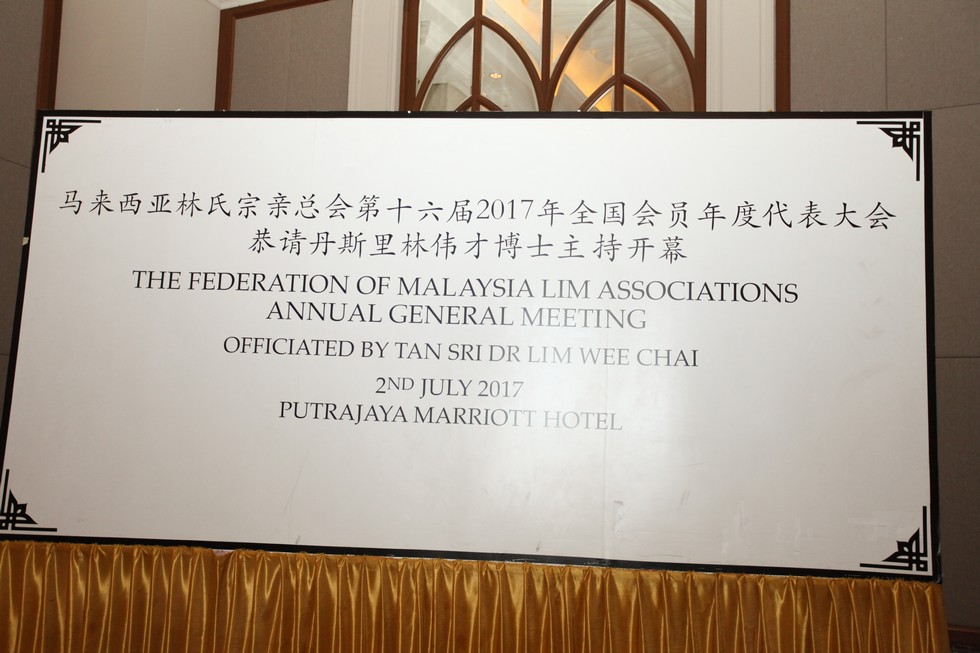 马来西亚林氏宗亲总会第十六届2017年全国会员年度代表大会
恭请丹斯里林伟才博士主持开幕
THE FEDERATION OF MALAYSIA LIM ASSOCIATIONS
ANNUAL GENERAL MEETING
OFFICIATED BY TAN SRI DR LIM WEE CHAI
2ND JULY 2017
PUTRAJAYA MARRIOTT HOTEL